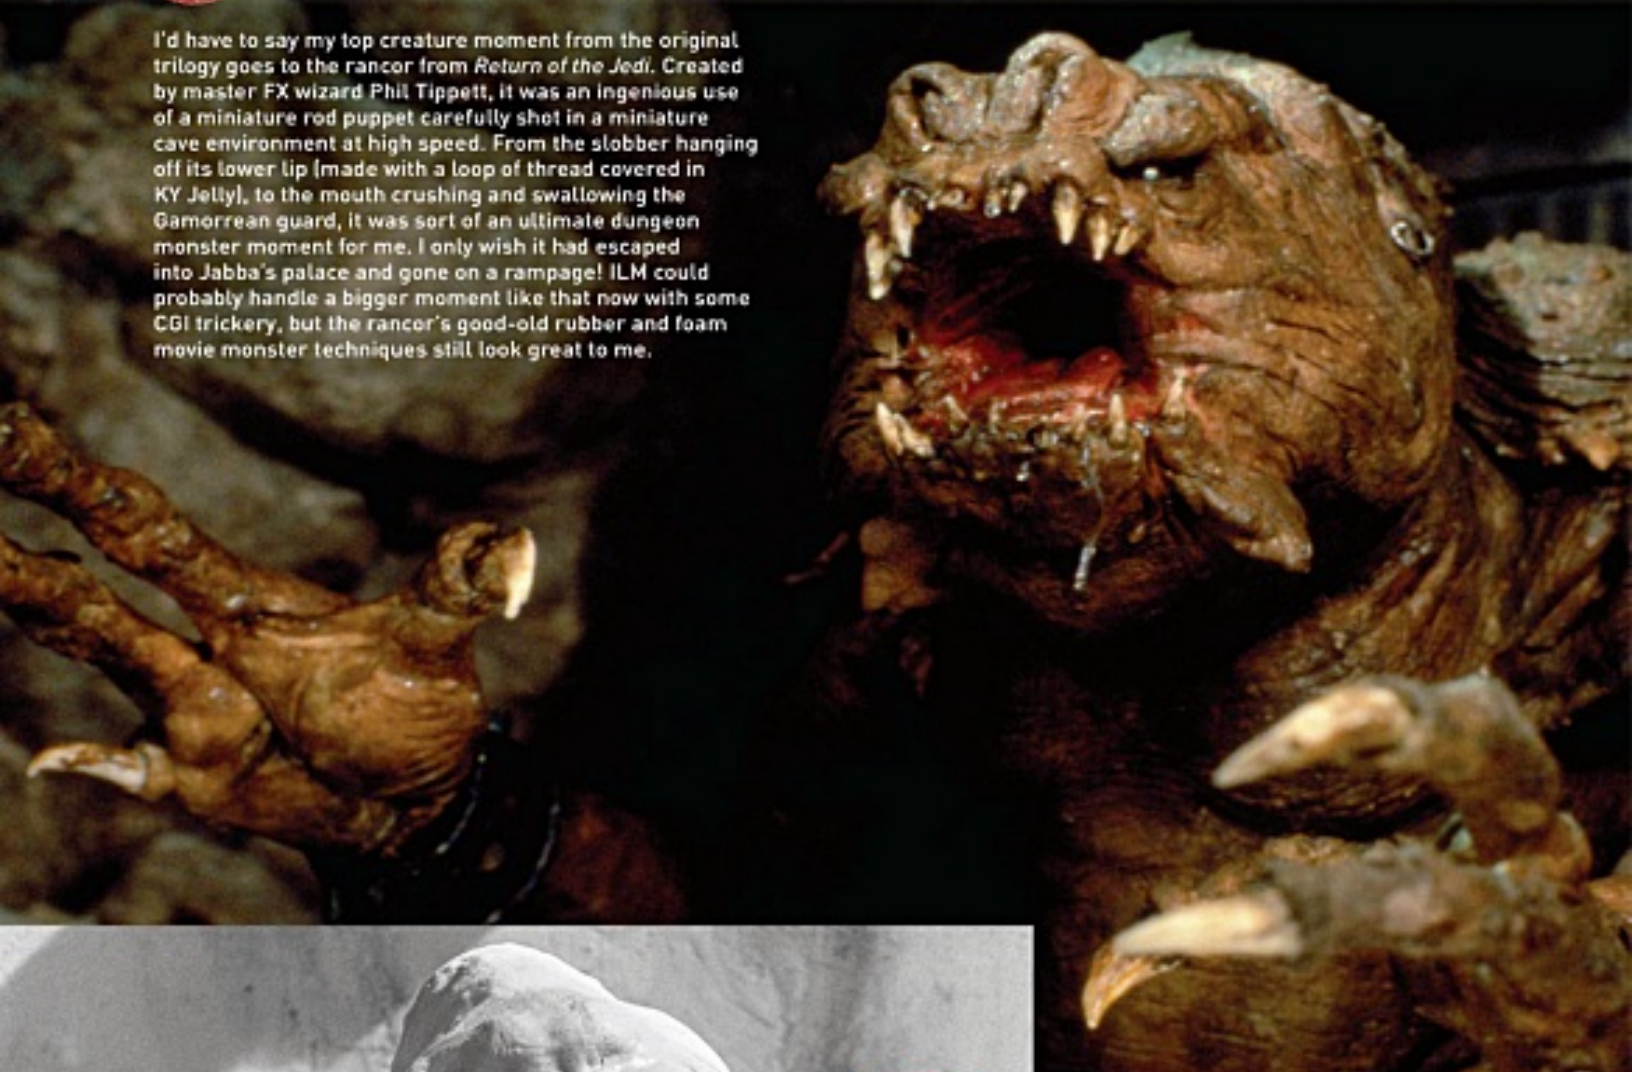 I'd have to say my top creature moment from the original
trilogy goes to the rancor from Return of the Jedi. Created
by master FX wizard Phil Tippett, it was an ingenious use
of a miniature rod puppet carefully shot in a miniature
cave environment at high speed. From the slobber hanging
off its lower lip (made with a loop of thread covered in
KY Jelly), to the mouth crushing and swallowing the
Gamorrean guard, it was sort of an ultimate dungeon
monster moment for me. I only wish it had escaped
into Jabba's palace and gone on a rampage! ILM could
probably handle a bigger moment like that now with some
CGI trickery, but the rancor's good-old rubber and foam
movie monster techniques still look great to me.